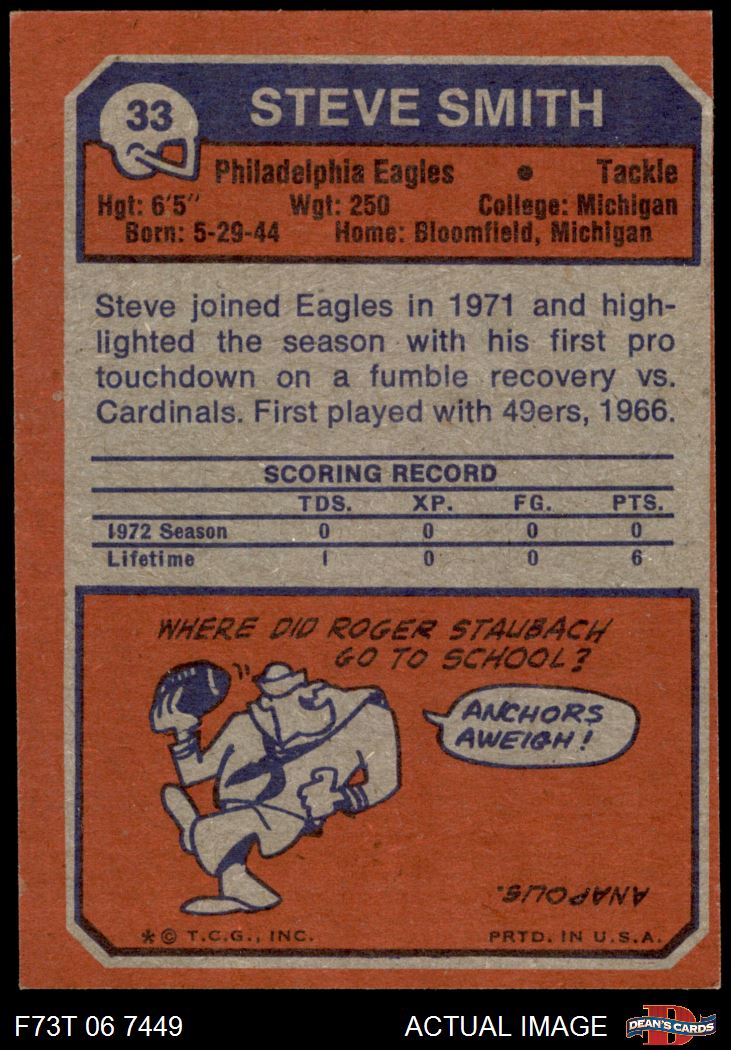 33
STEVE SMITH
Philadelphia Eagles • Tackle
Hgt: 6'5" Wgt: 250 College: Michigan
Born: 5-29-44 Home: Bloomfield, Michigan
Steve joined Eagles in 1971 and high-
lighted the season with his first pro
touchdown on a fumble recovery vs.
Cardinals. First played with 49ers, 1966.
SCORING RECORD
TDS. XP. FG. PTS.
1972 Season 0 0 0 0
Lifetime 1 0 0 6
WHERE DID ROGER STAUBACH
GO TO SCHOOL?
ANCHORS
AWEIGH!
ANAPOLIS.
*© T.C.G., INC. PRTD. IN U.S.A.
F73T 06 7449 ACTUAL IMAGE D DEAN'S CARDS